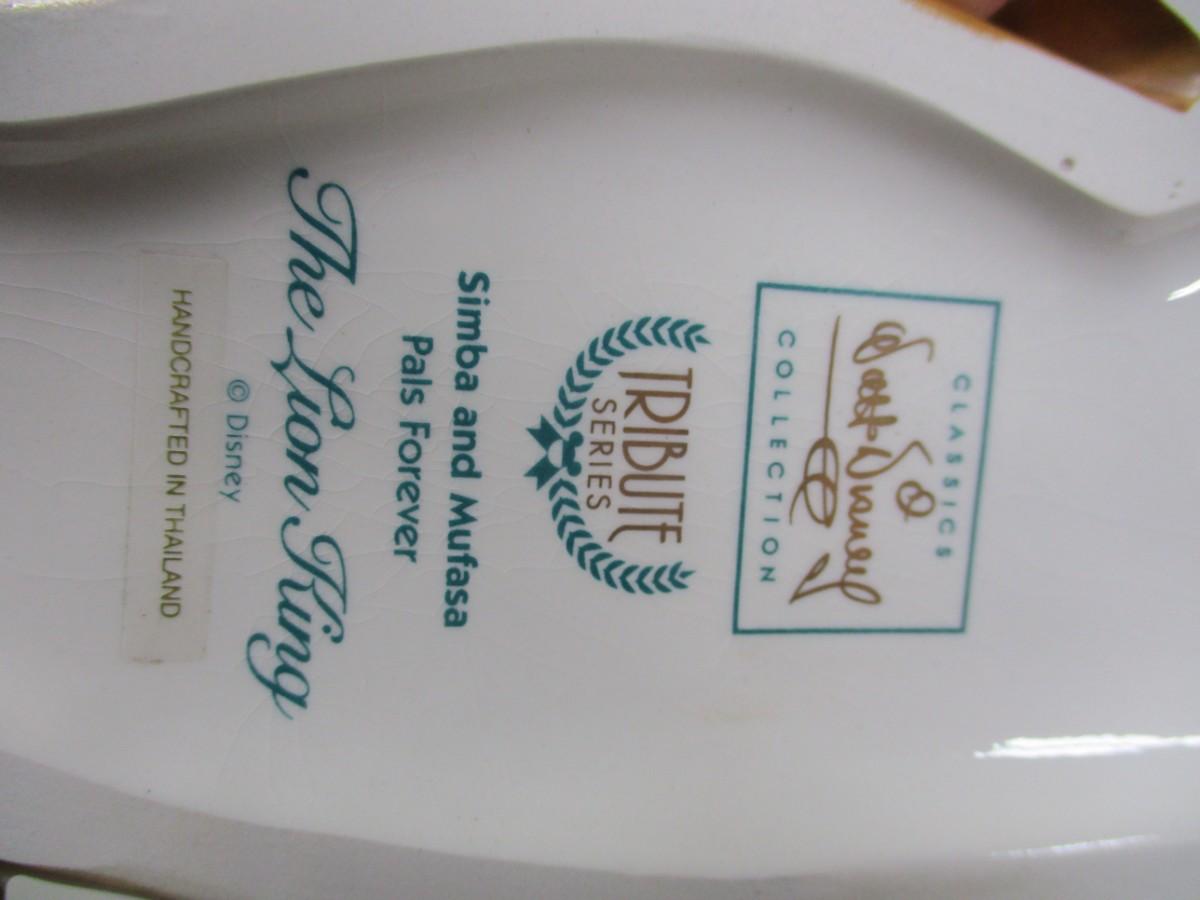 CLASSICS
Walt Disney
COLLECTION
TRIBUTE
SERIES
Simba and Mufasa
Pals Forever
The Lion King
© Disney
HANDCRAFTED IN THAILAND